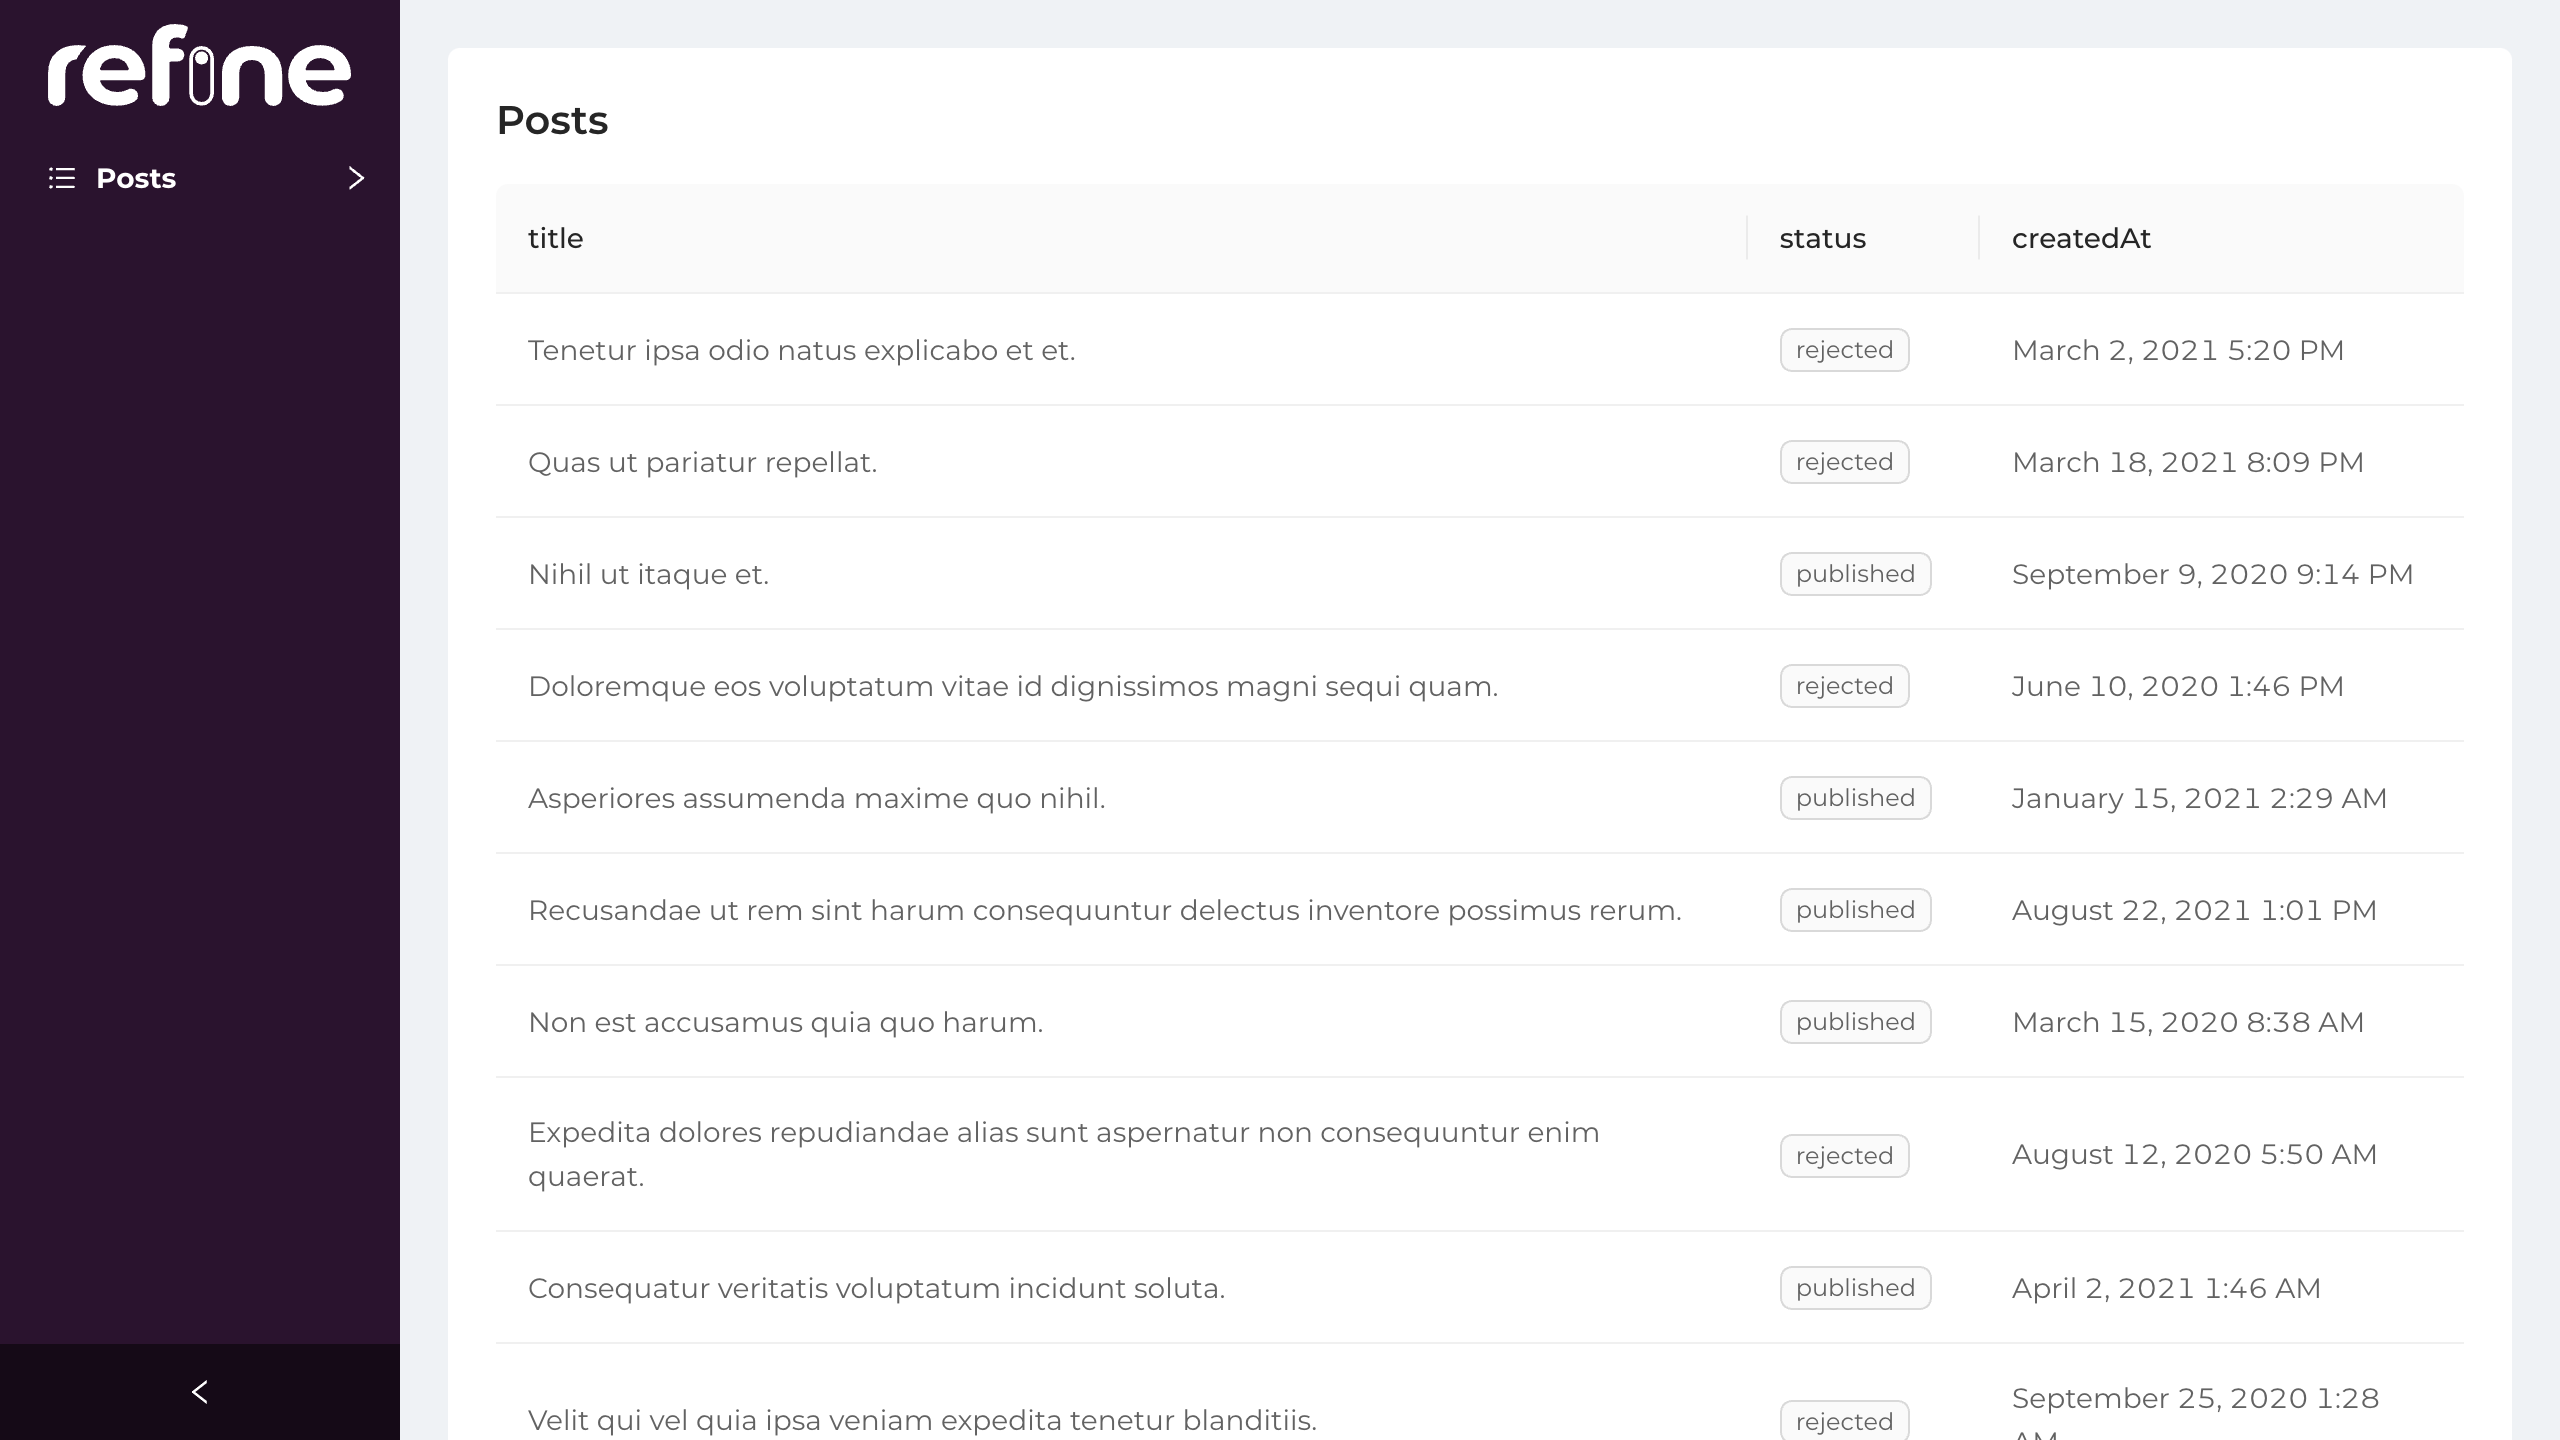 refine
Posts
Posts
title status createdAt
Tenetur ipsa odio natus explicabo et et. rejected March 2, 2021 5:20 PM
Quas ut pariatur repellat. rejected March 18, 2021 8:09 PM
Nihil ut itaque et. published September 9, 2020 9:14 PM
Doloremque eos voluptatum vitae id dignissimos magni sequi quam. rejected June 10, 2020 1:46 PM
Asperiores assumenda maxime quo nihil. published January 15, 2021 2:29 AM
Recusandae ut rem sint harum consequuntur delectus inventore possimus rerum. published August 22, 2021 1:01 PM
Non est accusamus quia quo harum. published March 15, 2020 8:38 AM
Expedita dolores repudiandae alias sunt aspernatur non consequuntur enim
quaerat. rejected August 12, 2020 5:50 AM
Consequatur veritatis voluptatum incidunt soluta. published April 2, 2021 1:46 AM
Velit qui vel quia ipsa veniam expedita tenetur blanditiis. rejected September 25, 2020 1:28
AM